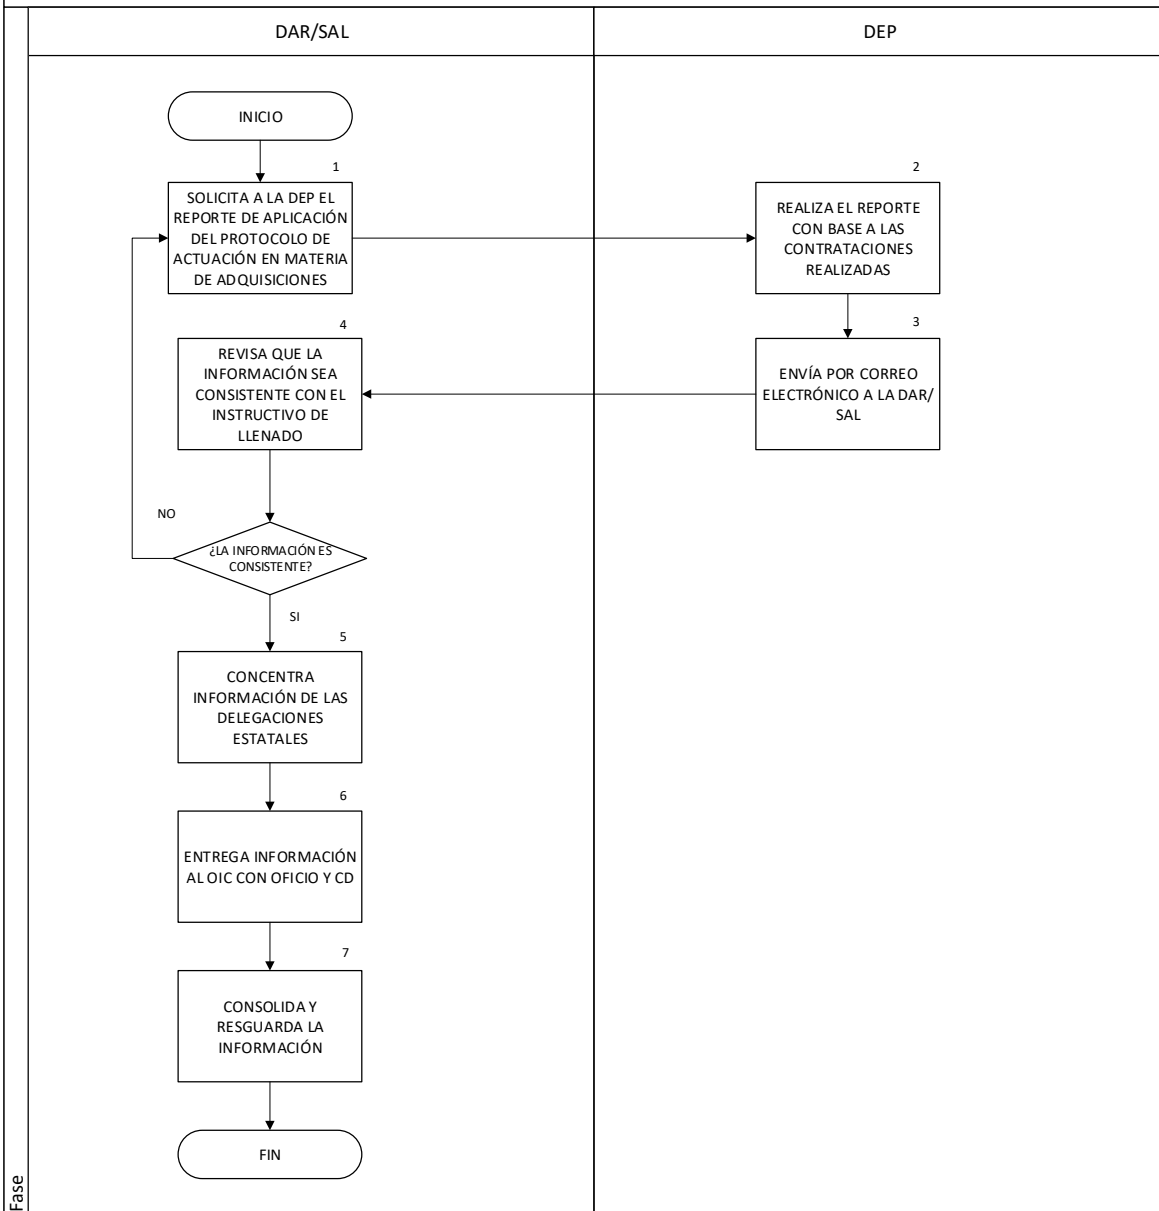 DAR/SAL
DEP
INICIO
1
SOLICITA A LA DEP EL
REPORTE DE APLICACIÓN
DEL PROTOCOLO DE
ACTUACIÓN EN MATERIA
DE ADQUISICIONES
2
REALIZA EL REPORTE
CON BASE A LAS
CONTRATACIONES
REALIZADAS
3
ENVÍA POR CORREO
ELECTRÓNICO A LA DAR/
SAL
4
REVISA QUE LA
INFORMACIÓN SEA
CONSISTENTE CON EL
INSTRUCTIVO DE
LLENADO
NO
¿LA INFORMACIÓN ES
CONSISTENTE?
SI
5
CONCENTRA
INFORMACIÓN DE LAS
DELEGACIONES
ESTATALES
6
ENTREGA INFORMACIÓN
AL OIC CON OFICIO Y CD
7
CONSOLIDA Y
RESGUARDA LA
INFORMACIÓN
FIN
Fase